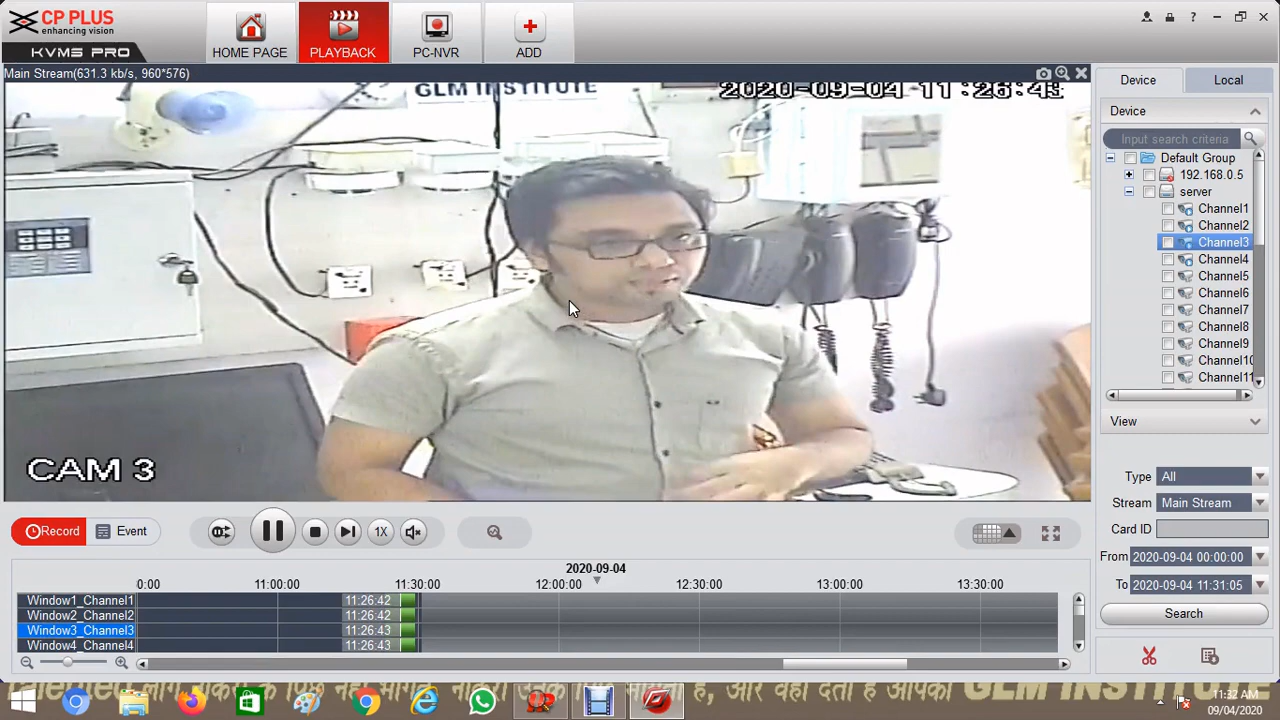 CP PLUS
enhancing vision
KVMS PRO
HOME PAGE
PLAYBACK
PC-NVR
ADD
Main Stream(631.3 kb/s, 960*576)
GLM INSTITUTE
2020-09-04 11:26:43
CAM 3
Device
Local
Device
Input search criteria
Default Group
192.168.0.5
server
Channel1
Channel2
Channel3
Channel4
Channel5
Channel6
Channel7
Channel8
Channel9
Channel10
Channel11
View
Type All
Stream Main Stream
Card ID
From 2020-09-04 00:00:00
To 2020-09-04 11:31:05
Search
Record
Event
1X
2020-09-04
0:00 11:00:00 11:30:00 12:00:00 12:30:00 13:00:00 13:30:00
Window1_Channel1 11:26:42
Window2_Channel2 11:26:42
Window3_Channel3 11:26:43
Window4_Channel4 11:26:43
है, और वही देता है आपको GLM INSTITUTE
11:32 AM
09/04/2020